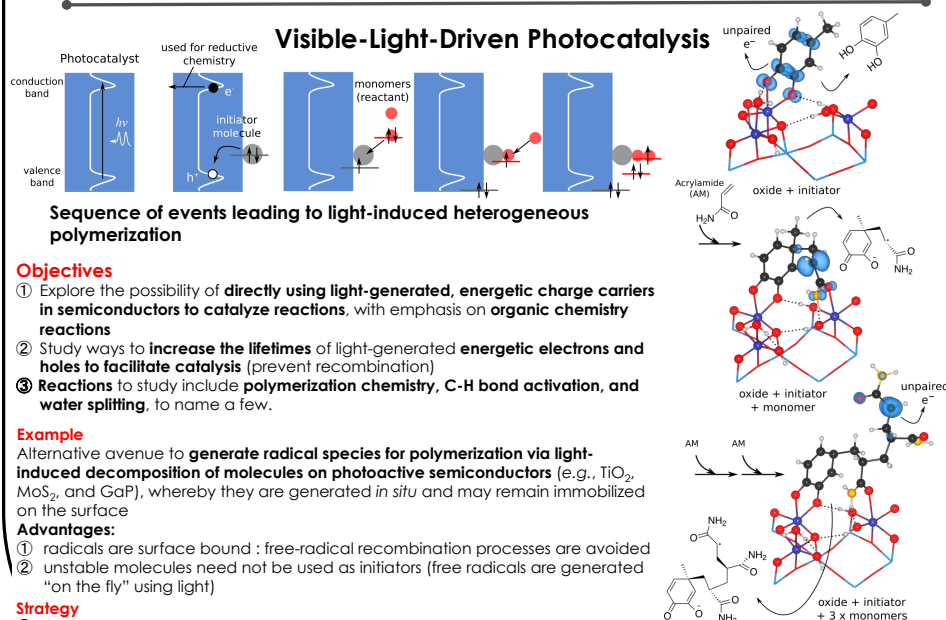 Visible-Light-Driven Photocatalysis
Photocatalyst
conduction
band
hν
valence
band
used for reductive
chemistry
e-
initiator
molecule
h+
monomers
(reactant)
Sequence of events leading to light-induced heterogeneous
polymerization
Objectives
① Explore the possibility of directly using light-generated, energetic charge carriers
in semiconductors to catalyze reactions, with emphasis on organic chemistry
reactions
② Study ways to increase the lifetimes of light-generated energetic electrons and
holes to facilitate catalysis (prevent recombination)
③ Reactions to study include polymerization chemistry, C-H bond activation, and
water splitting, to name a few.
Example
Alternative avenue to generate radical species for polymerization via light-
induced decomposition of molecules on photoactive semiconductors (e.g., TiO2,
MoS2, and GaP), whereby they are generated in situ and may remain immobilized
on the surface
Advantages:
① radicals are surface bound : free-radical recombination processes are avoided
② unstable molecules need not be used as initiators (free radicals are generated
“on the fly” using light)
Strategy
unpaired
e−
HO
HO
oxide + initiator
Acrylamide
(AM)
H2N
O
O
O-
O
NH2
oxide + initiator
+ monomer
unpaired
e−
AM AM
NH2
O
NH2
O
O
O-
O
NH2
oxide + initiator
+ 3 x monomers